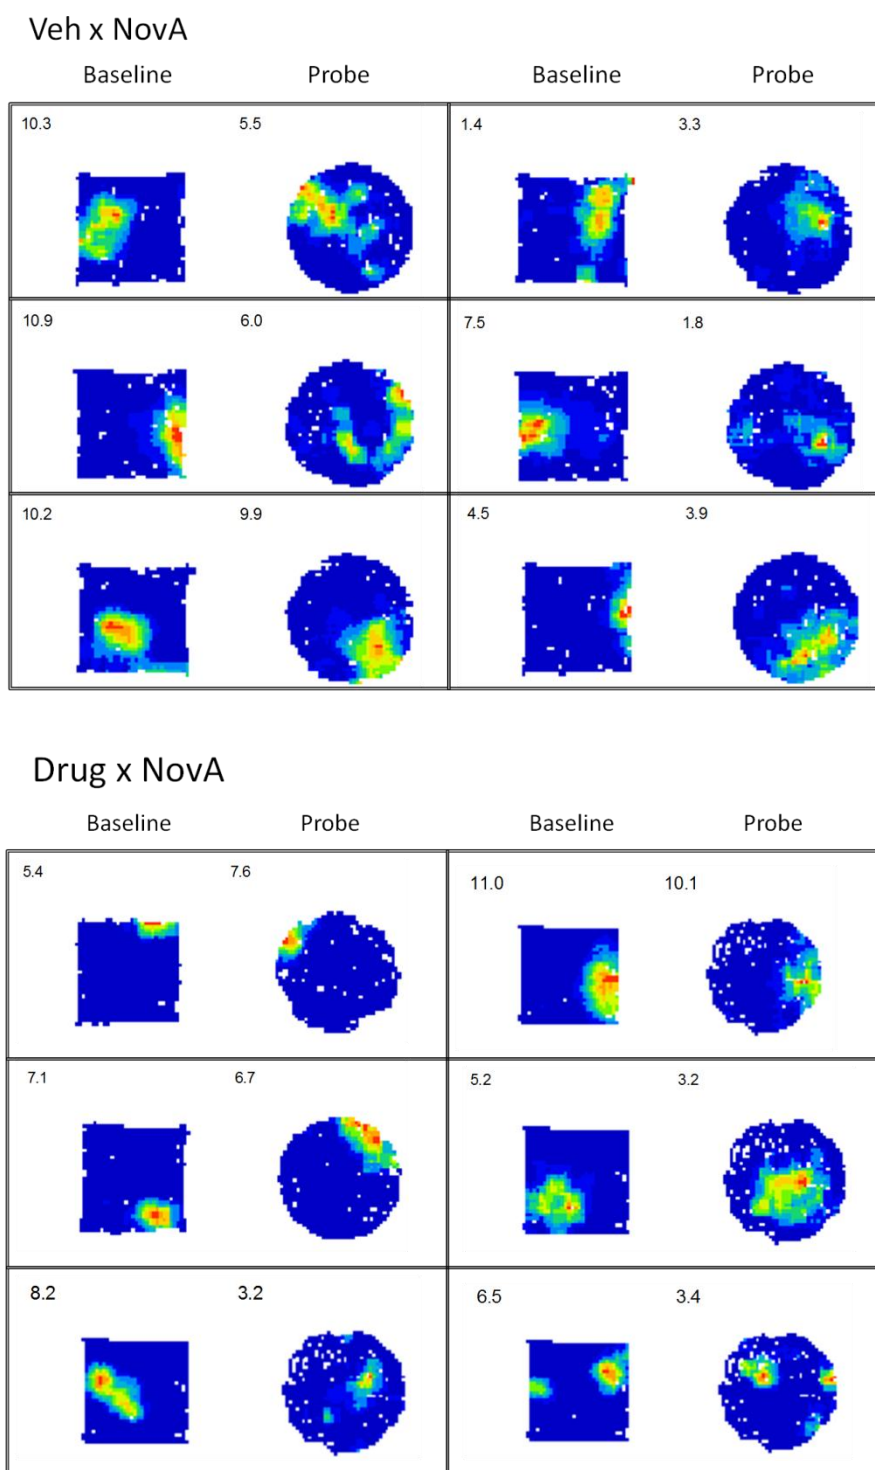 Veh x NovA
Baseline Probe Baseline Probe
10.3 5.5 1.4 3.3
10.9 6.0 7.5 1.8
10.2 9.9 4.5 3.9
Drug x NovA
Baseline Probe Baseline Probe
5.4 7.6 11.0 10.1
7.1 6.7 5.2 3.2
8.2 3.2 6.5 3.4